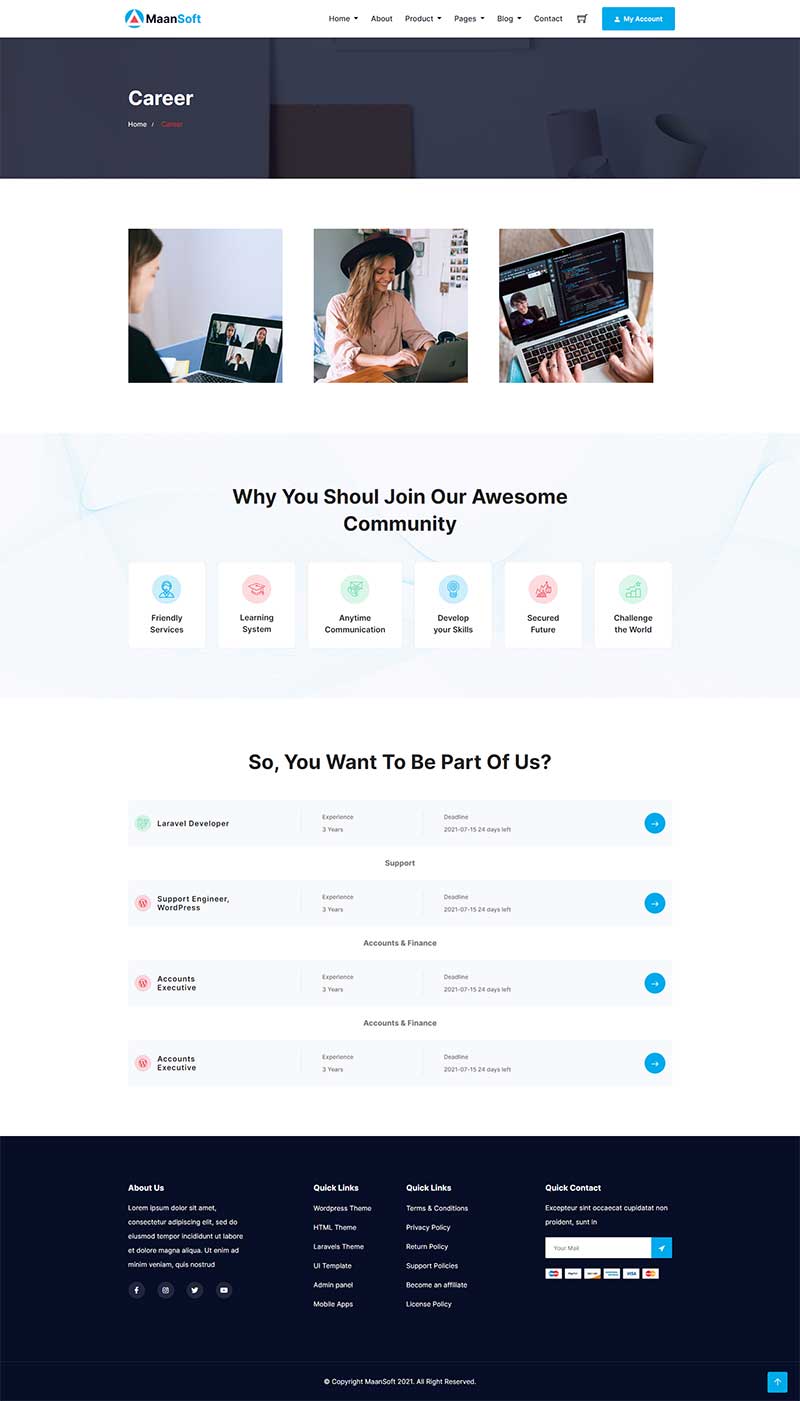 MaanSoft
Home
About
Product
Pages
Blog
Contact
My Account
Career
Home / Career
Why You Shoul Join Our Awesome
Community
Friendly
Services
Learning
System
Anytime
Communication
Develop
your Skills
Secured
Future
Challenge
the World
So, You Want To Be Part Of Us?
Laravel Developer
Experience
3 Years
Deadline
2021-07-15 24 days left
Support
Support Engineer,
WordPress
Experience
3 Years
Deadline
2021-07-15 24 days left
Accounts & Finance
Accounts
Executive
Experience
3 Years
Deadline
2021-07-15 24 days left
Accounts & Finance
Accounts
Executive
Experience
3 Years
Deadline
2021-07-15 24 days left
About Us
Lorem ipsum dolor sit amet,
consectetur adipiscing elit, sed do
eiusmod tempor incididunt ut labore
et dolore magna aliqua. Ut enim ad
minim veniam, quis nostrud
Quick Links
Wordpress Theme
HTML Theme
Laravels Theme
UI Template
Admin panel
Mobile Apps
Quick Links
Terms & Conditions
Privacy Policy
Return Policy
Support Policies
Become an affiliate
License Policy
Quick Contact
Excepteur sint occaecat cupidatat non
proident, sunt in
Your Mail
VISA
© Copyright MaanSoft 2021. All Right Reserved.